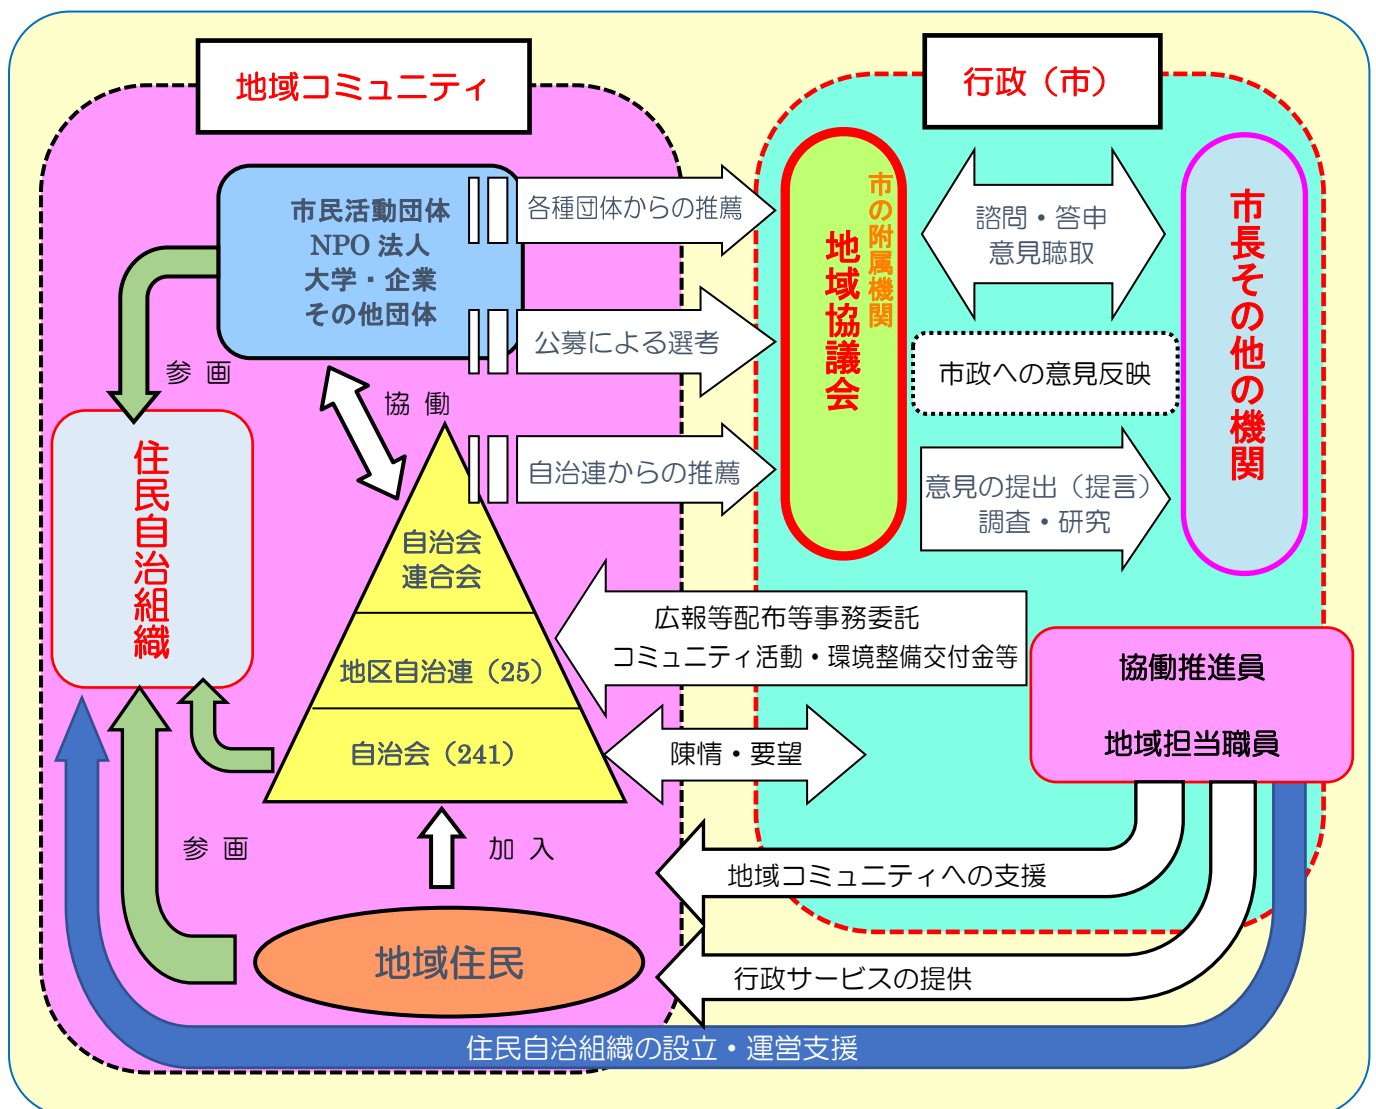 地域コミュニティ
行政（市）
市民活動団体
NPO 法人
大学・企業
その他団体
各種団体からの推薦
公募による選考
自治連からの推薦
市の附属機関
地域協議会
諮問・答申
意見聴取
市政への意見反映
意見の提出（提言）
調査・研究
市長その他の機関
参 画
協 働
住民自治組織
自治会
連合会
地区自治連（25）
自治会（241）
広報等配布等事務委託
コミュニティ活動・環境整備交付金等
陳情・要望
協働推進員
地域担当職員
参 画
加 入
地域コミュニティへの支援
地域住民
行政サービスの提供
住民自治組織の設立・運営支援